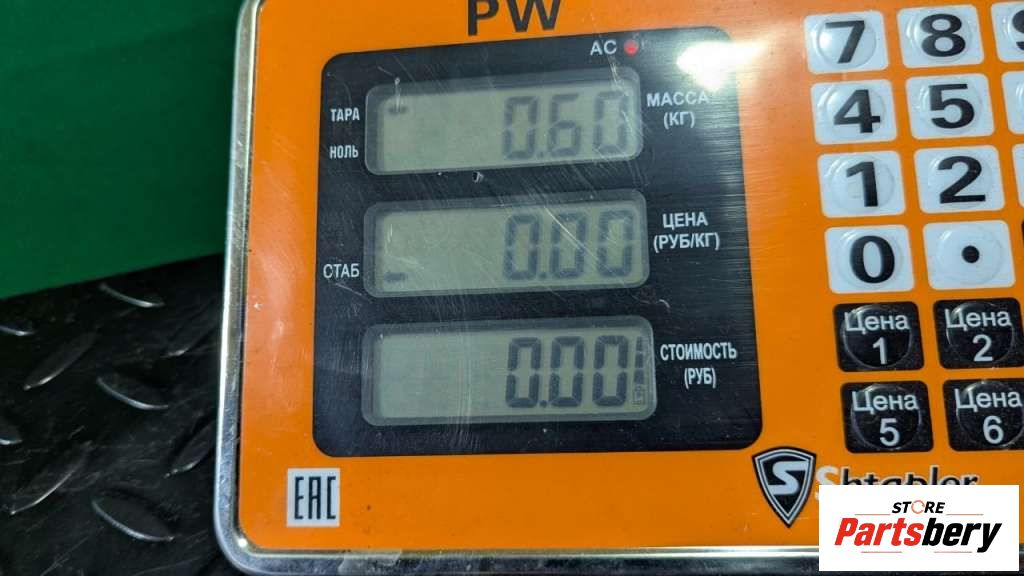 PW
AC
ТАРА
НОЛЬ
0.60
МАССА
(КГ)
СТАБ
0.00
ЦЕНА
(РУБ/КГ)
0.00
СТОИМОСТЬ
(РУБ)
7 8
4 5
1 2
0 .
Цена
1
Цена
2
Цена
5
Цена
6
EAC
S Shtapler
STORE
Partsbery